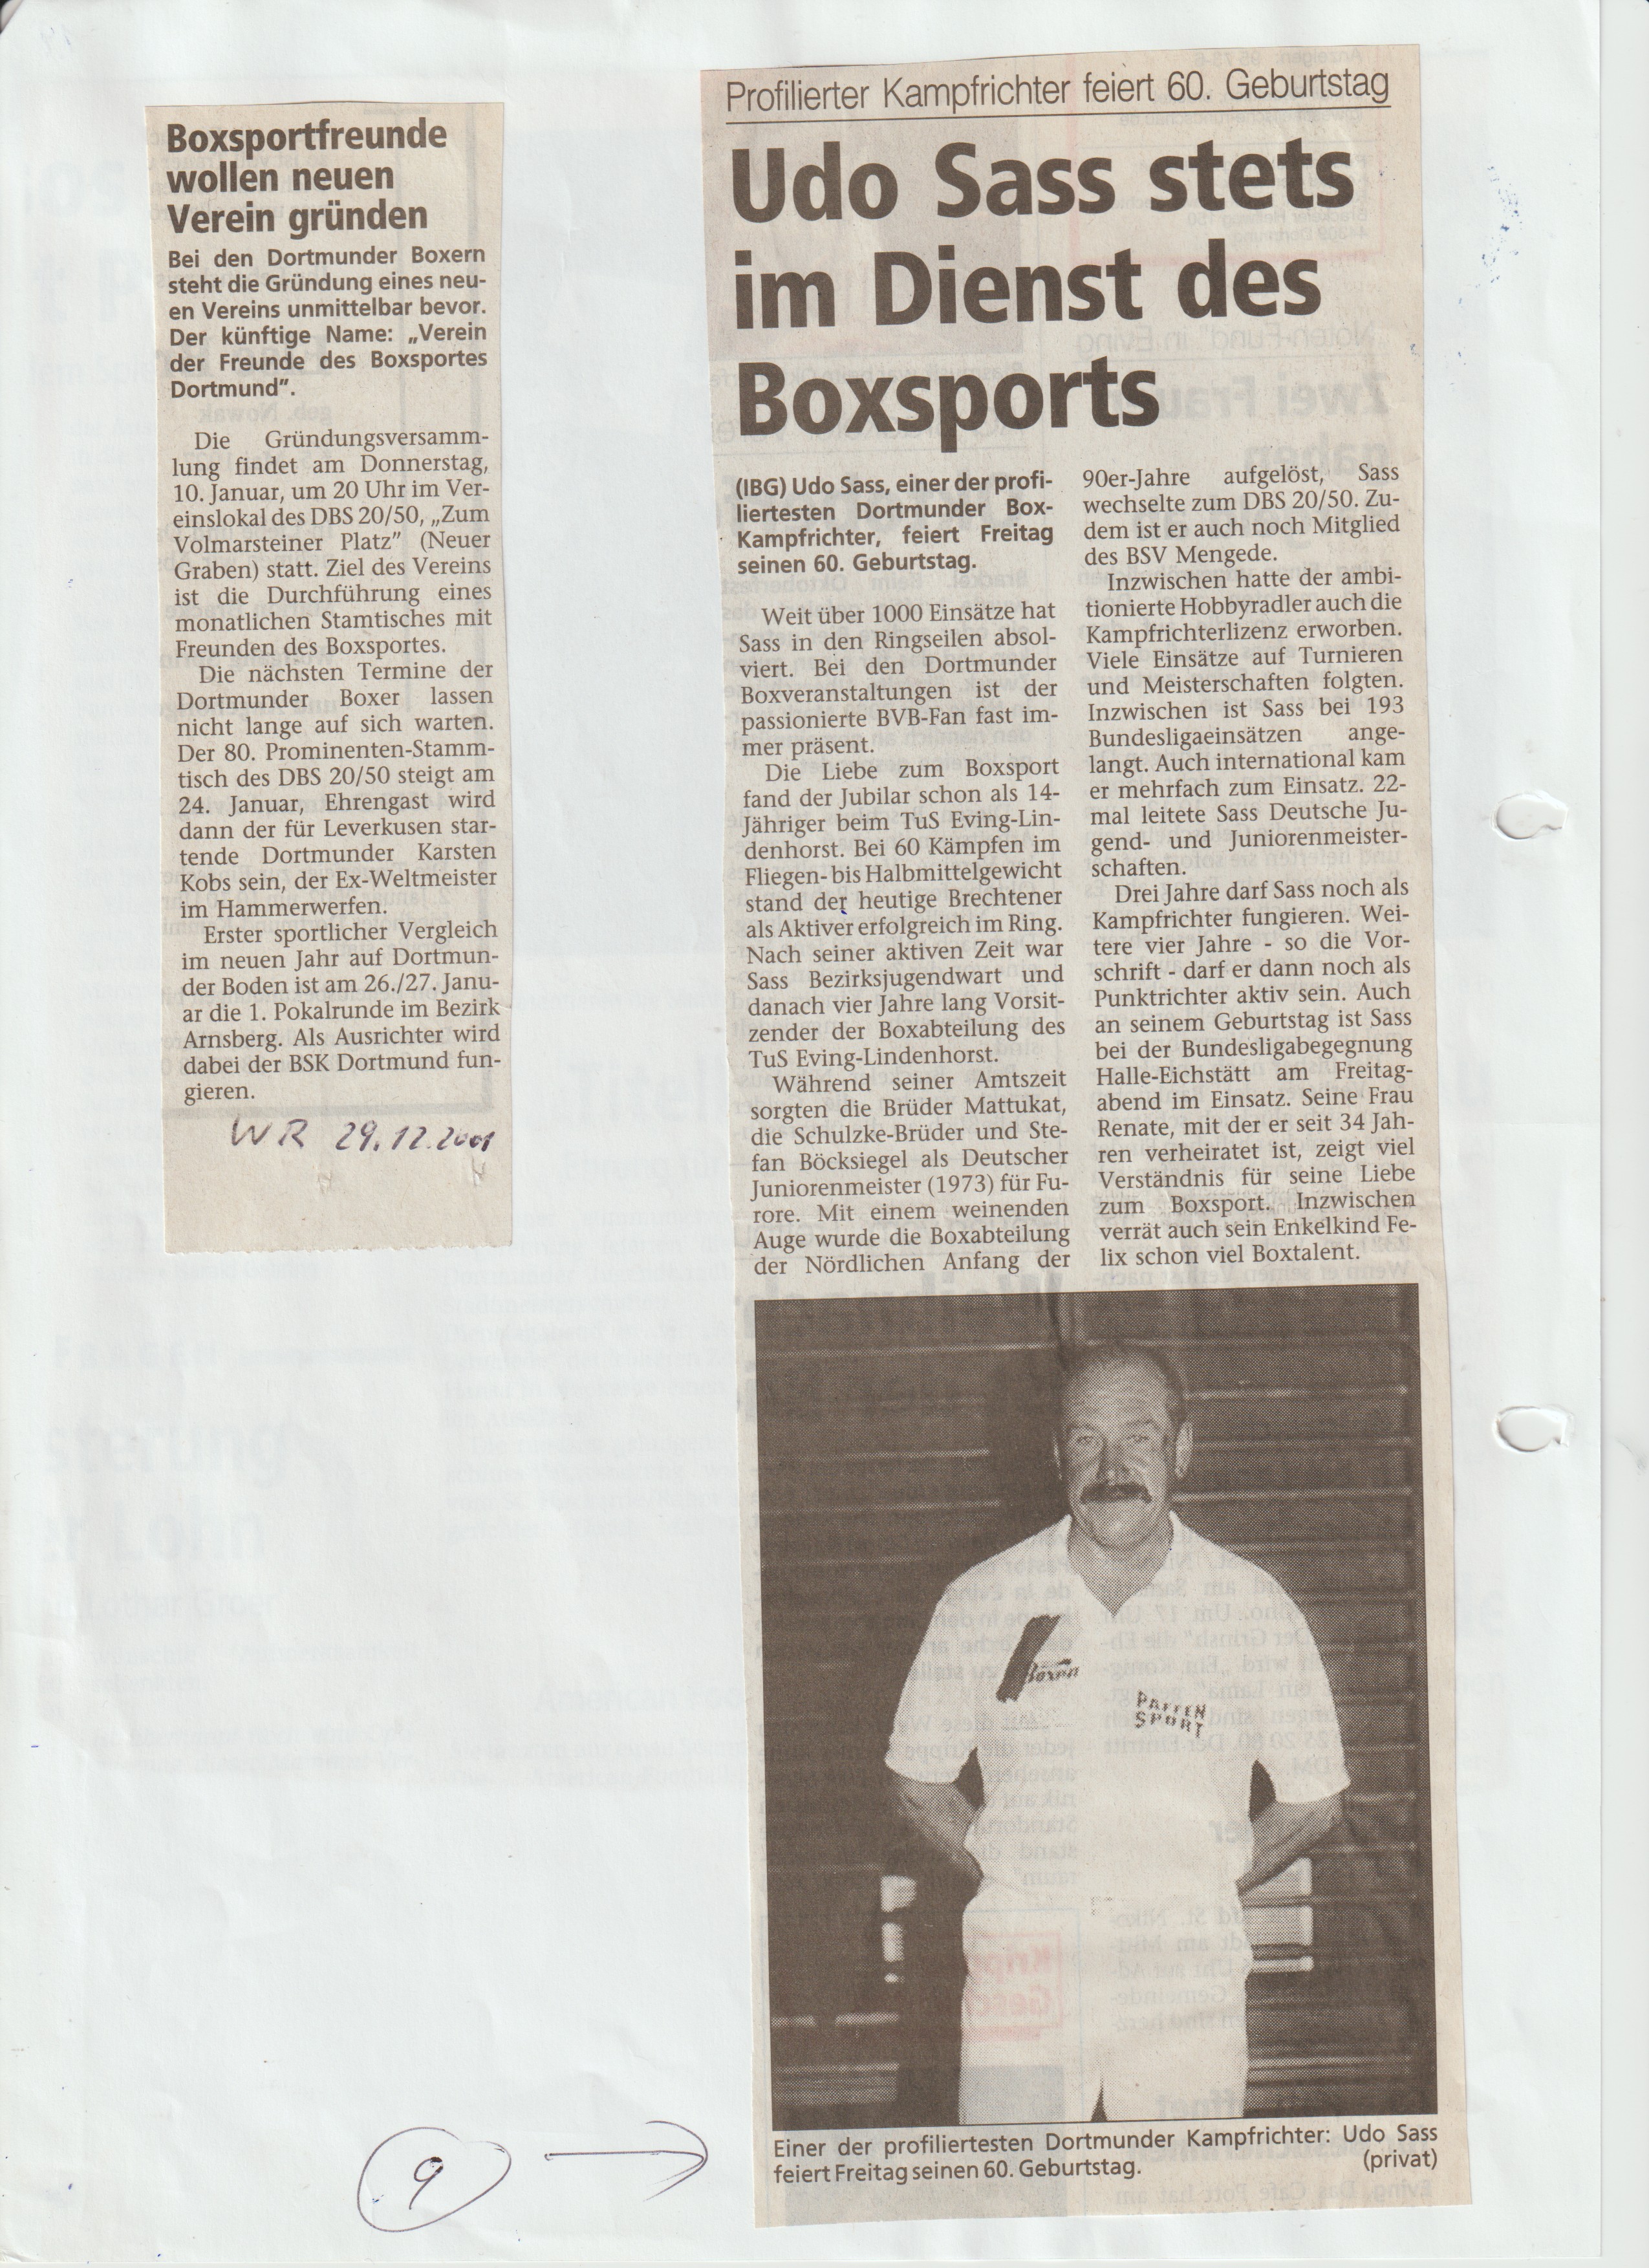 Boxsportfreunde
wollen neuen
Verein gründen
Bei den Dortmunder Boxern
steht die Gründung eines neu-
en Vereins unmittelbar bevor.
Der künftige Name: „Verein
der Freunde des Boxsportes
Dortmund”.
Die Gründungsversamm-
lung findet am Donnerstag,
10. Januar, um 20 Uhr im Ver-
einslokal des DBS 20/50, „Zum
Volmarsteiner Platz” (Neuer
Graben) statt. Ziel des Vereins
ist die Durchführung eines
monatlichen Stamtisches mit
Freunden des Boxsportes.
Die nächsten Termine der
Dortmunder Boxer lassen
nicht lange auf sich warten.
Der 80. Prominenten-Stamm-
tisch des DBS 20/50 steigt am
24. Januar, Ehrengast wird
dann der für Leverkusen star-
tende Dortmunder Karsten
Kobs sein, der Ex-Weltmeister
im Hammerwerfen.
Erster sportlicher Vergleich
im neuen Jahr auf Dortmun-
der Boden ist am 26./27. Janu-
ar die 1. Pokalrunde im Bezirk
Arnsberg. Als Ausrichter wird
dabei der BSK Dortmund fun-
gieren.
WR 29.12.2001
Profilierter Kampfrichter feiert 60. Geburtstag
Udo Sass stets
im Dienst des
Boxsports
(IBG) Udo Sass, einer der profi-
liertesten Dortmunder Box-
Kampfrichter, feiert Freitag
seinen 60. Geburtstag.
Weit über 1000 Einsätze hat
Sass in den Ringseilen absol-
viert. Bei den Dortmunder
Boxveranstaltungen ist der
passionierte BVB-Fan fast im-
mer präsent.
Die Liebe zum Boxsport
fand der Jubilar schon als 14-
Jähriger beim TuS Eving-Lin-
denhorst. Bei 60 Kämpfen im
Fliegen- bis Halbmittelgewicht
stand der heutige Brechtener
als Aktiver erfolgreich im Ring.
Nach seiner aktiven Zeit war
Sass Bezirksjugendwart und
danach vier Jahre lang Vorsit-
zender der Boxabteilung des
TuS Eving-Lindenhorst.
Während seiner Amtszeit
sorgten die Brüder Mattukat,
die Schulzke-Brüder und Ste-
fan Böcksiegel als Deutscher
Juniorenmeister (1973) für Fu-
rore. Mit einem weinenden
Auge wurde die Boxabteilung
der Nördlichen Anfang der
90er-Jahre aufgelöst, Sass
wechselte zum DBS 20/50. Zu-
dem ist er auch noch Mitglied
des BSV Mengede.
Inzwischen hatte der ambi-
tionierte Hobbyradler auch die
Kampfrichterlizenz erworben.
Viele Einsätze auf Turnieren
und Meisterschaften folgten.
Inzwischen ist Sass bei 193
Bundesligaeinsätzen ange-
langt. Auch international kam
er mehrfach zum Einsatz. 22-
mal leitete Sass Deutsche Ju-
gend- und Juniorenmeister-
schaften.
Drei Jahre darf Sass noch als
Kampfrichter fungieren. Wei-
tere vier Jahre - so die Vor-
schrift - darf er dann noch als
Punktrichter aktiv sein. Auch
an seinem Geburtstag ist Sass
bei der Bundesligabegegnung
Halle-Eichstätt am Freitag-
abend im Einsatz. Seine Frau
Renate, mit der er seit 34 Jah-
ren verheiratet ist, zeigt viel
Verständnis für seine Liebe
zum Boxsport. Inzwischen
verrät auch sein Enkelkind Fe-
lix schon viel Boxtalent.
Boxen
PAFFEN
SPORT
Einer der profiliertesten Dortmunder Kampfrichter: Udo Sass
feiert Freitag seinen 60. Geburtstag. (privat)
9